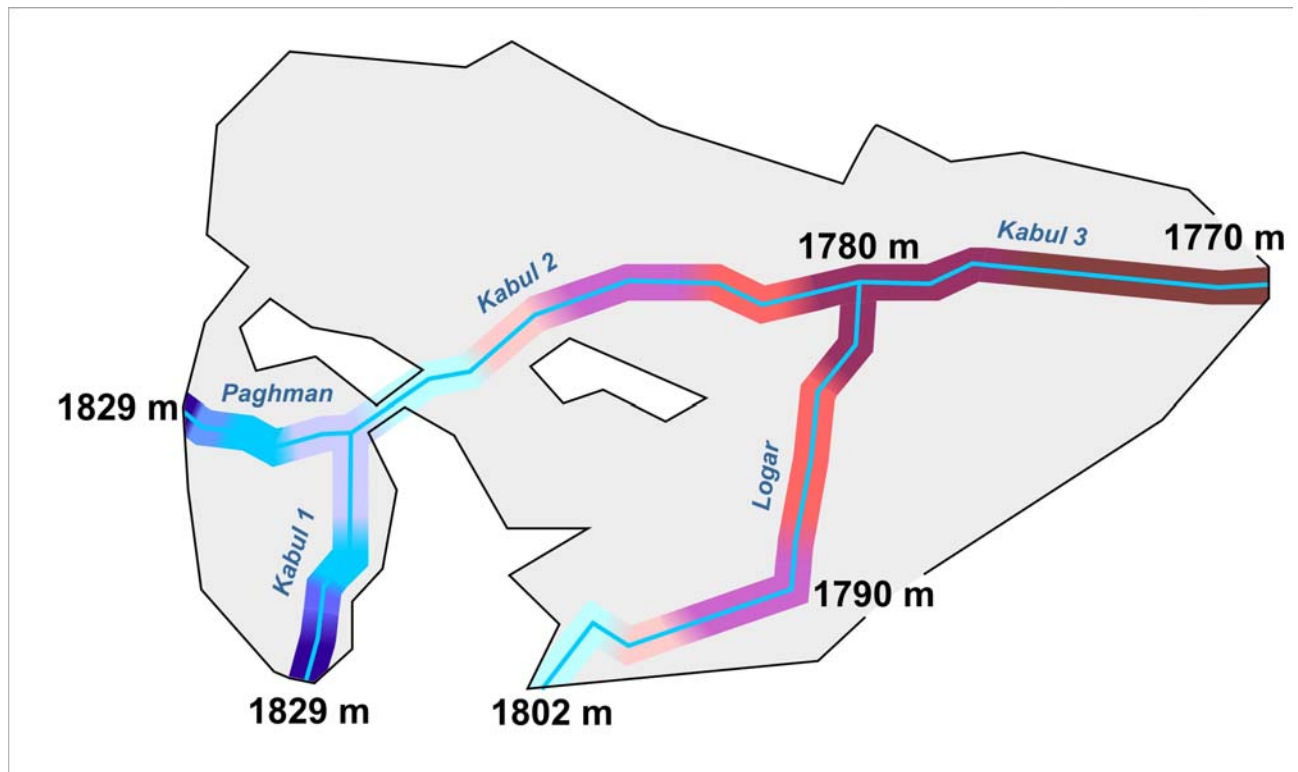 Kabul 3
1770 m
1780 m
Kabul 2
Paghman
1829 m
Logar
Kabul 1
1790 m
1829 m
1802 m